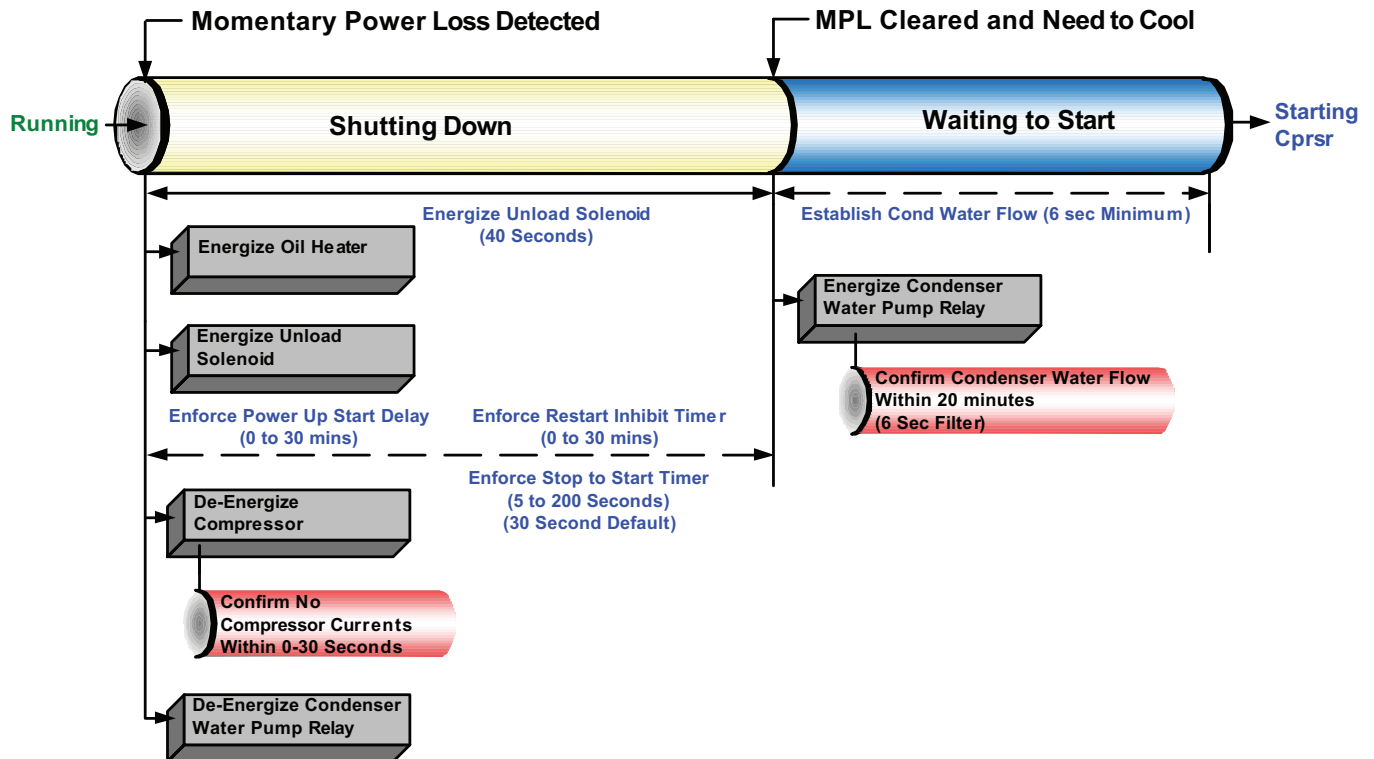 Momentary Power Loss Detected
MPL Cleared and Need to Cool
Running
Shutting Down
Waiting to Start
Starting
Cprsr
Energize Unload Solenoid
(40 Seconds)
Establish Cond Water Flow (6 sec Minimum)
Energize Oil Heater
Energize Condenser
Water Pump Relay
Energize Unload
Solenoid
Confirm Condenser Water Flow
Within 20 minutes
(6 Sec Filter)
Enforce Power Up Start Delay
(0 to 30 mins)
Enforce Restart Inhibit Timer
(0 to 30 mins)
Enforce Stop to Start Timer
(5 to 200 Seconds)
(30 Second Default)
De-Energize
Compressor
Confirm No
Compressor Currents
Within 0-30 Seconds
De-Energize Condenser
Water Pump Relay